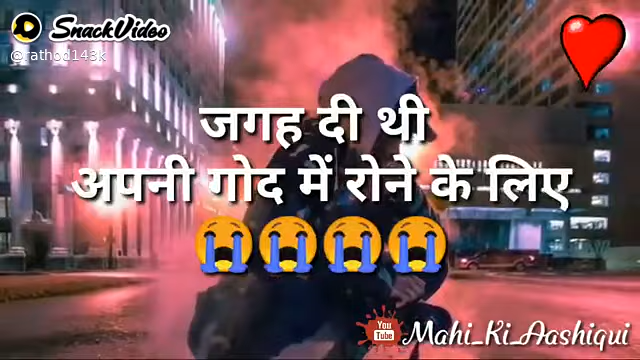 SnackVideo
@rathod143k
जगह दी थी
अपनी गोद में रोने के लिए
😭😭😭😭
You
Tube
Mahi_Ki_Aashiqui